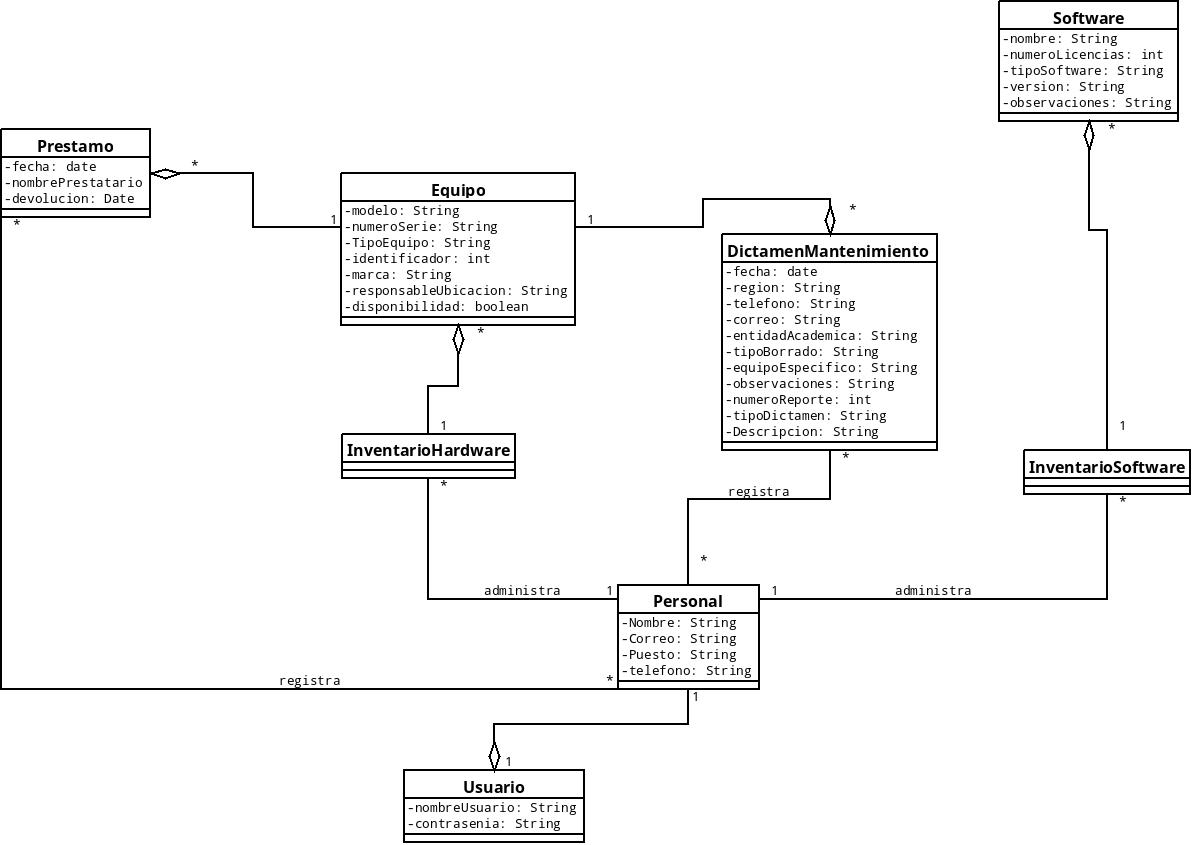 Software
-nombre: String
-numeroLicencias: int
-tipoSoftware: String
-version: String
-observaciones: String
*
Prestamo
-fecha: date
-nombrePrestatario
-devolucion: Date
*
*
Equipo
-modelo: String
-numeroSerie: String
-TipoEquipo: String
-identificador: int
-marca: String
-responsableUbicacion: String
-disponibilidad: boolean
1
1
*
*
DictamenMantenimiento
-fecha: date
-region: String
-telefono: String
-correo: String
-entidadAcademica: String
-tipoBorrado: String
-equipoEspecifico: String
-observaciones: String
-numeroReporte: int
-tipoDictamen: String
-Descripcion: String
*
1
InventarioHardware
*
1
InventarioSoftware
*
registra
*
administra
1
1
administra
Personal
-Nombre: String
-Correo: String
-Puesto: String
-telefono: String
registra
*
1
1
Usuario
-nombreUsuario: String
-contrasenia: String